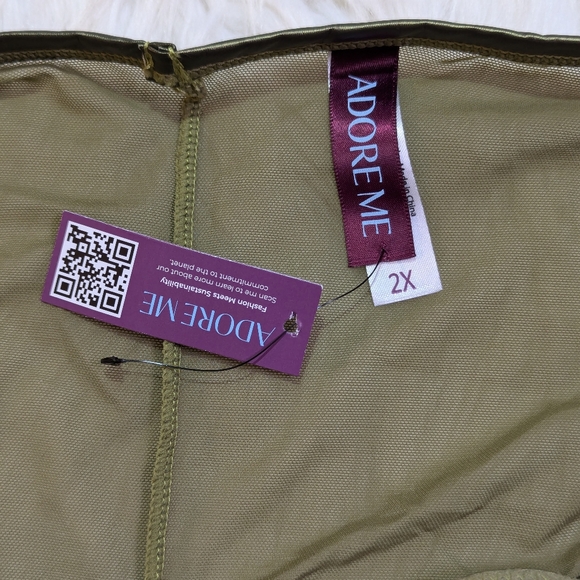 ADORE ME
Made in China
2X
ADORE ME
Fashion Meets Sustainability
Scan me to learn more about our
commitment to the planet.